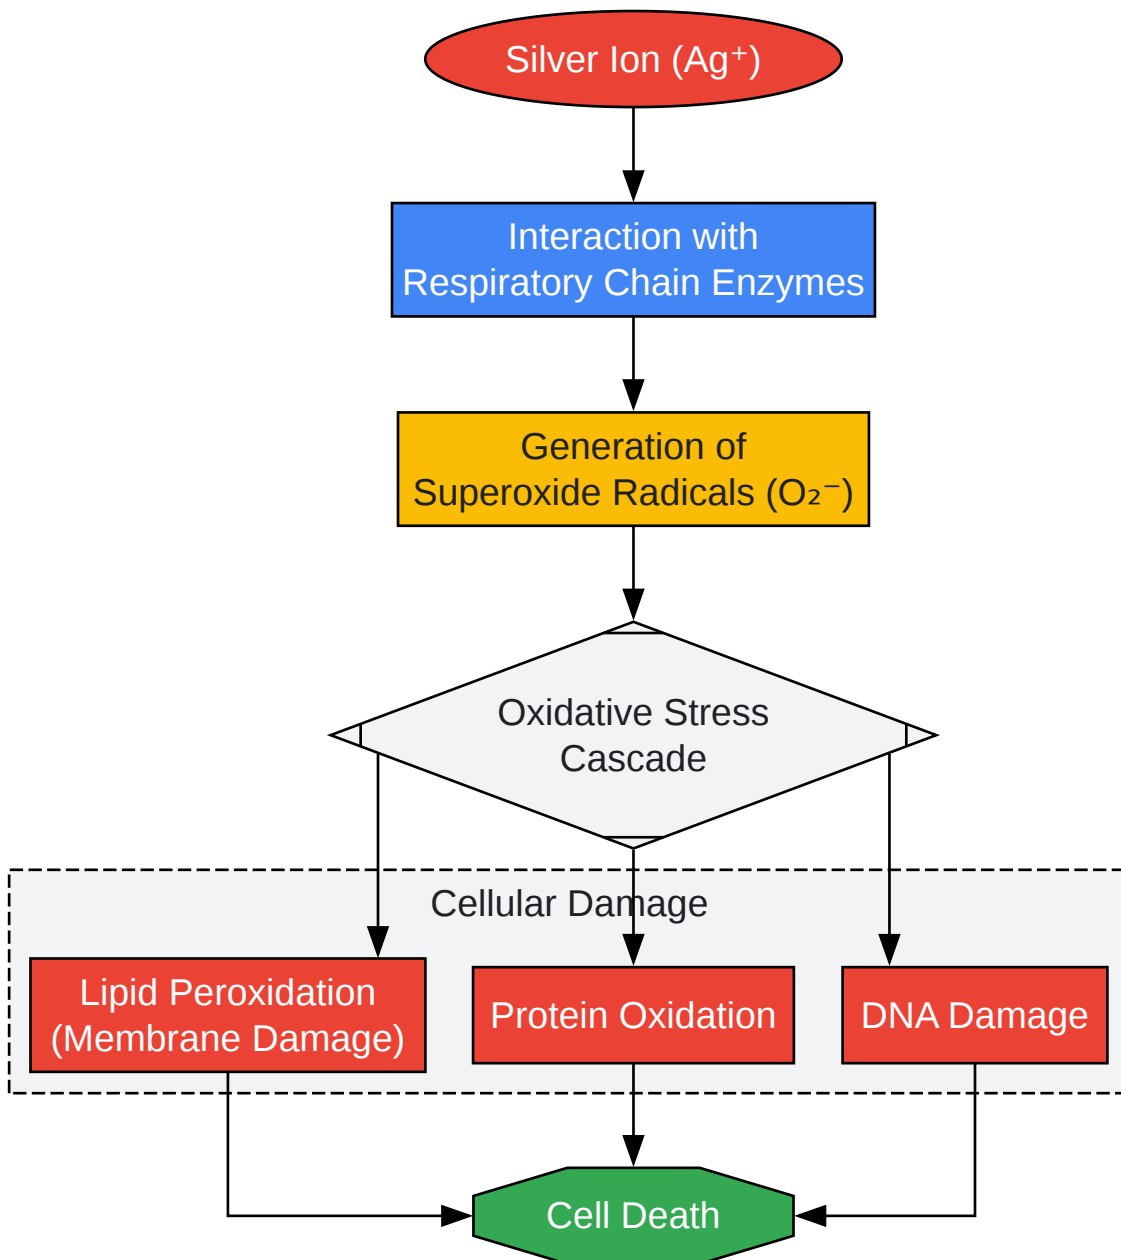 Silver Ion (Ag⁺)
Interaction with
Respiratory Chain Enzymes
Generation of
Superoxide Radicals (O₂⁻)
Oxidative Stress
Cascade
Cellular Damage
Lipid Peroxidation
(Membrane Damage)
Protein Oxidation
DNA Damage
Cell Death